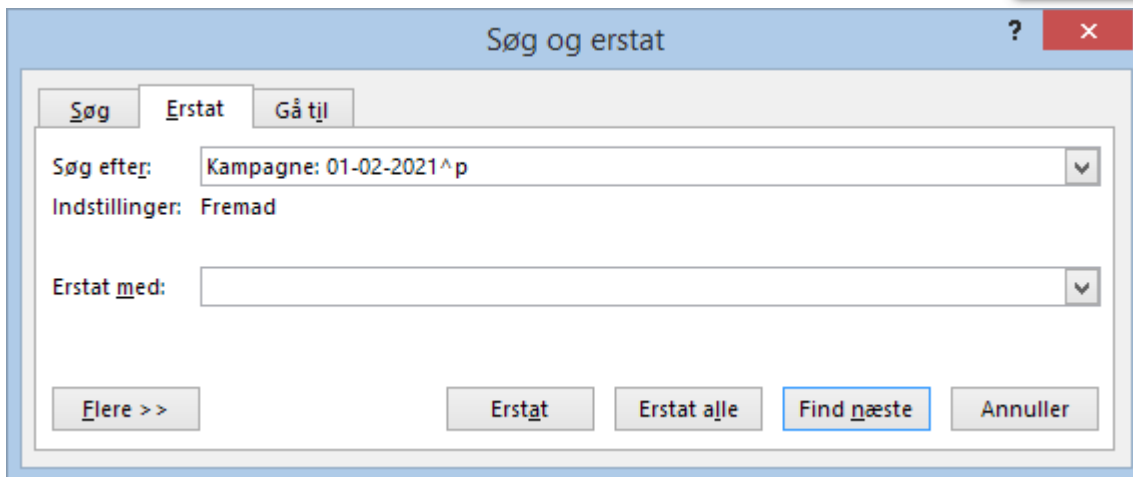 Søg og erstat
?
Søg Erstat Gå til
Søg efter: Kampagne: 01-02-2021^p
Indstillinger: Fremad
Erstat med:
Flere >> Erstat Erstat alle Find næste Annuller